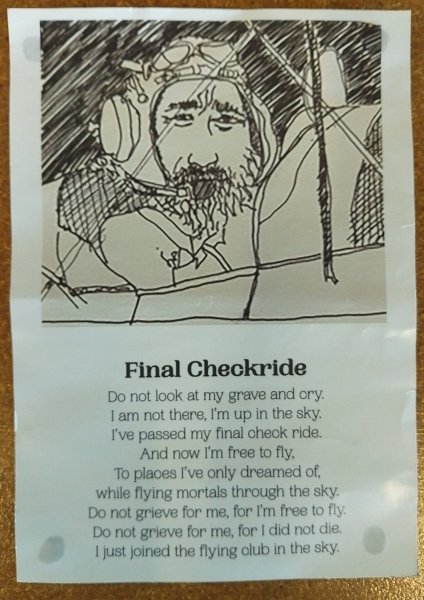 Final Checkride
Do not look at my grave and cry.
I am not there, I'm up in the sky.
I've passed my final check ride.
And now I'm free to fly,
To places I've only dreamed of,
while flying mortals through the sky.
Do not grieve for me, for I'm free to fly.
Do not grieve for me, for I did not die.
I just joined the flying club in the sky.